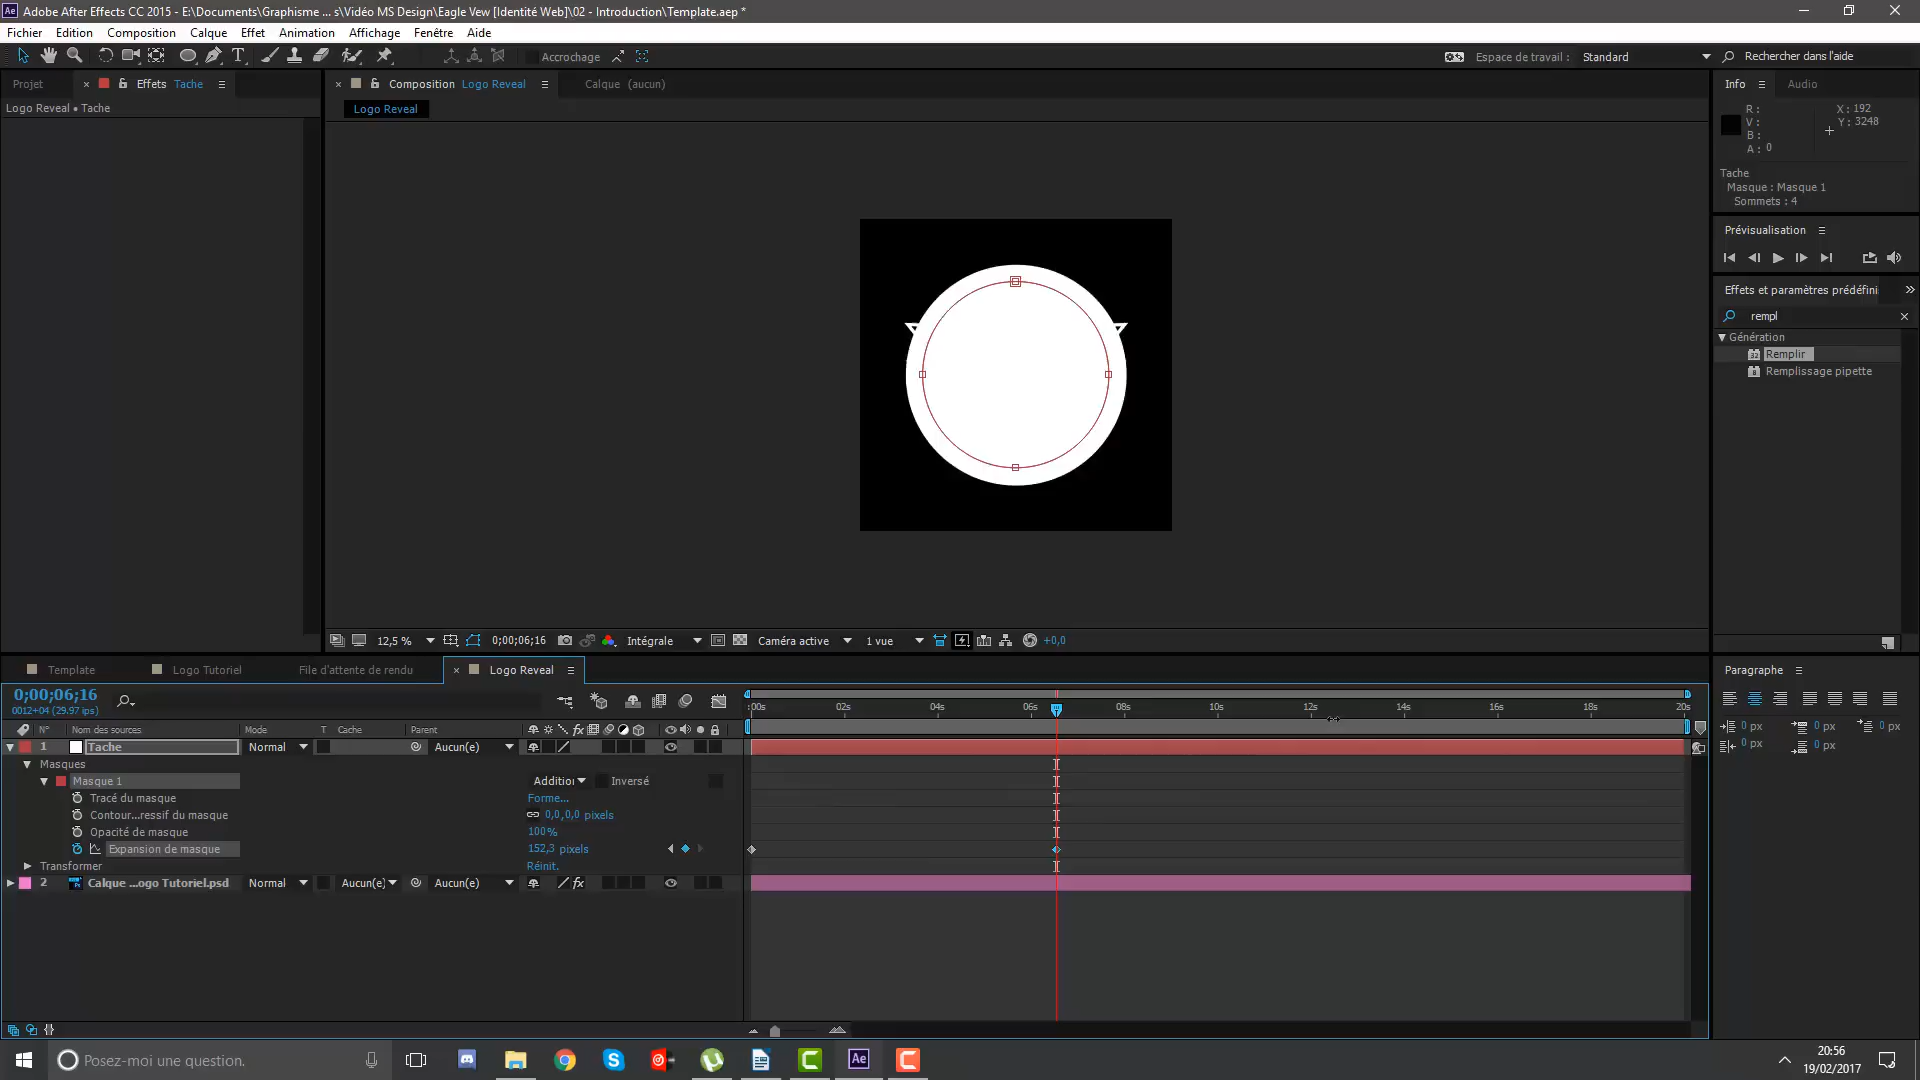 Adobe After Effects CC 2015 - E:\Documents\Graphisme ... s\Vidéo MS Design\Eagle Vew [Identité Web]\02 - Introduction\Template.aep *
Fichier Edition Composition Calque Effet Animation Affichage Fenêtre Aide
Accrochage Espace de travail : Standard Rechercher dans l'aide
Projet Effets Tache Composition Logo Reveal Calque (aucun) Info Audio
Logo Reveal • Tache
Logo Reveal
R :
V :
B :
A : 0
X : 192
Y : 3248
Tache
Masque : Masque 1
Sommets : 4
Prévisualisation
Effets et paramètres prédéfini
rempl
Génération
Remplir
Remplissage pipette
12,5 % 0;00;06;16 Intégrale Caméra active 1 vue +0,0
Template Logo Tutoriel File d'attente de rendu Logo Reveal
Paragraphe
0;00;06;16
0012+04 (29.97 ips)
:00s 02s 04s 06s 08s 10s 12s 14s 16s 18s 20s
N° Nom des sources Mode T Cache Parent
1 Tache Normal Aucun(e)
Masques
Masque 1 Addition Inversé
Tracé du masque Forme...
Contour...ressif du masque 0,0,0,0 pixels
Opacité de masque 100%
Expansion de masque 152,3 pixels
Transformer Réinit.
2 Calque ...ogo Tutoriel.psd Normal Aucun(e) Aucun(e)
0 px 0 px 0 px
0 px 0 px
Posez-moi une question.
20:56
19/02/2017